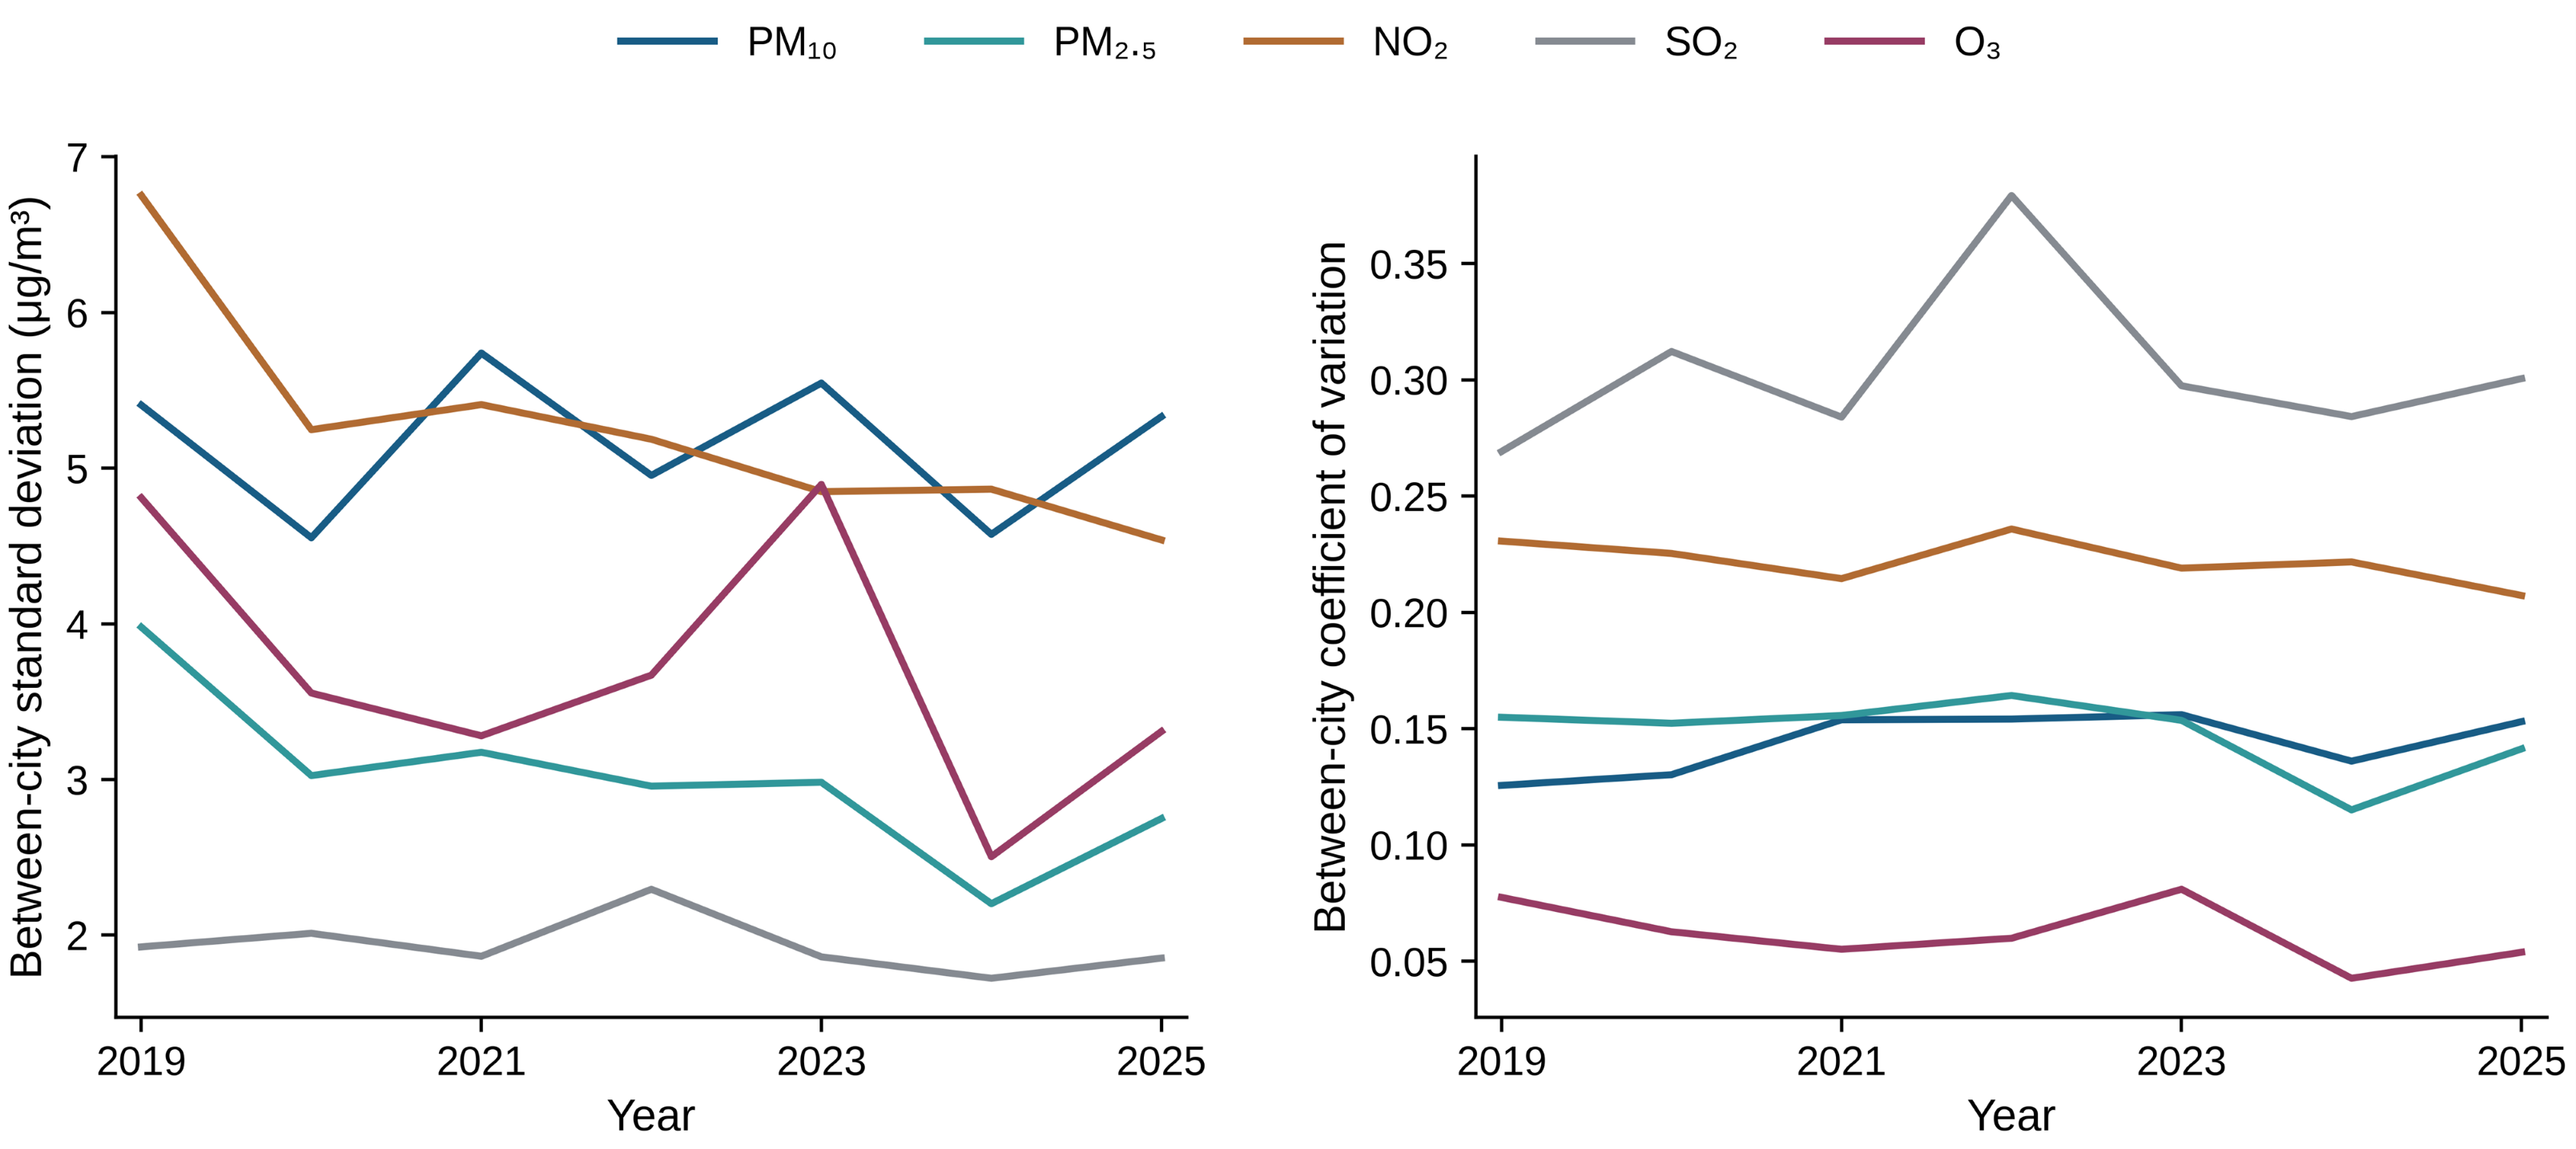 PM₁₀ PM₂.₅ NO₂ SO₂ O₃
Between-city standard deviation (µg/m³)
7
6
5
4
3
2
2019 2021 2023 2025
Year
Between-city coefficient of variation
0.35
0.30
0.25
0.20
0.15
0.10
0.05
2019 2021 2023 2025
Year